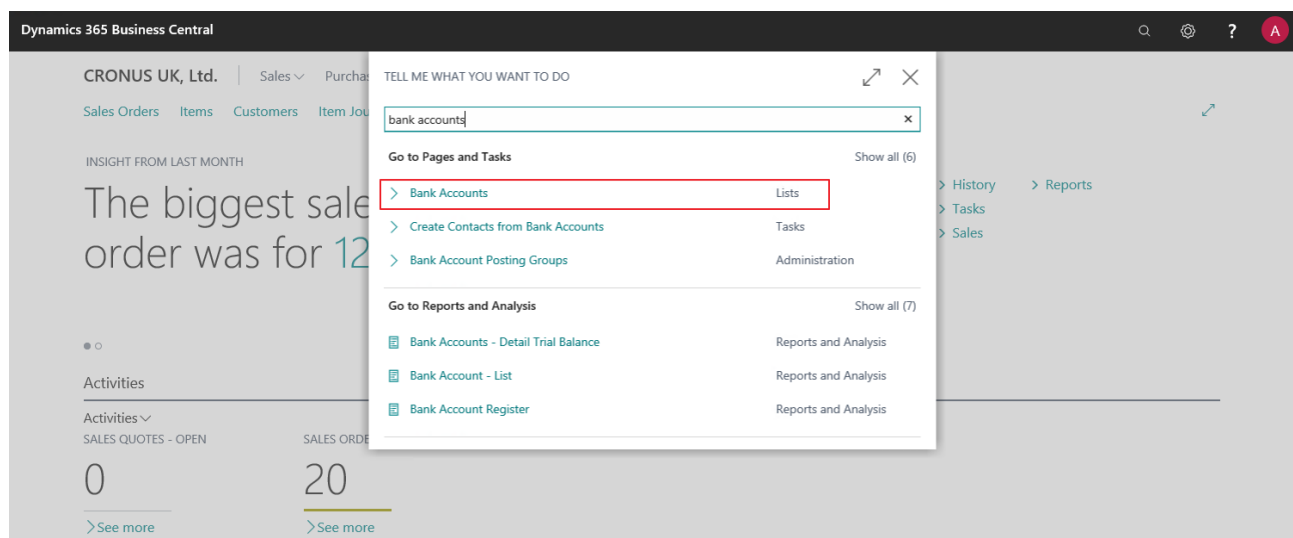 Dynamics 365 Business Central
?
A
CRONUS UK, Ltd.
Sales
Sales Orders
Items
Customers
INSIGHT FROM LAST MONTH
The biggest sale
order was for 12
Activities
Activities
SALES QUOTES - OPEN
0
See more
20
See more
TELL ME WHAT YOU WANT TO DO
bank accounts
Go to Pages and Tasks
Show all (6)
Bank Accounts
Lists
Create Contacts from Bank Accounts
Tasks
Bank Account Posting Groups
Administration
Go to Reports and Analysis
Show all (7)
Bank Accounts - Detail Trial Balance
Reports and Analysis
Bank Account - List
Reports and Analysis
Bank Account Register
Reports and Analysis
History
Reports
Tasks
Sales